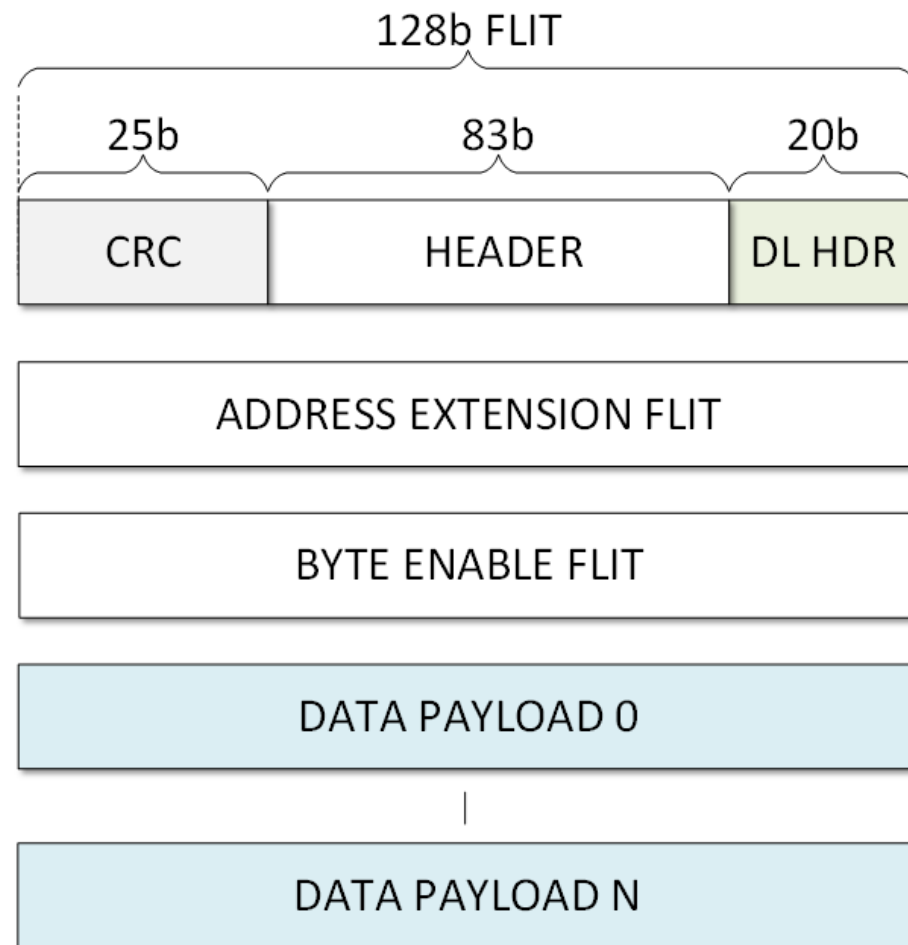 128b FLIT
25b 83b 20b
CRC HEADER DL HDR
ADDRESS EXTENSION FLIT
BYTE ENABLE FLIT
DATA PAYLOAD 0
DATA PAYLOAD N